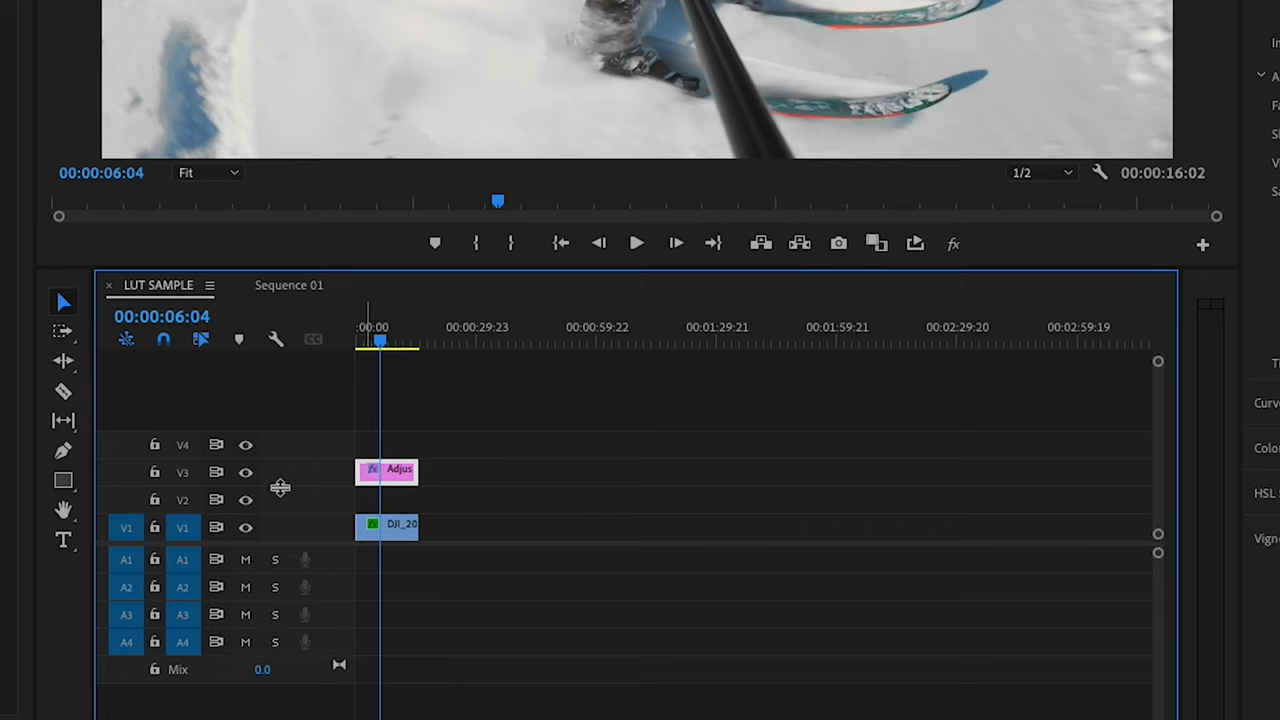 00:00:06:04 Fit 1/2 00:00:16:02
fx
LUT SAMPLE Sequence 01
00:00:06:04
:00:00 00:00:29:23 00:00:59:22 00:01:29:21 00:01:59:21 00:02:29:20 00:02:59:19
CC
V4
V3 fx Adjus
V2
V1 V1 fx DJI_20
A1 A1 M S
A2 A2 M S
A3 A3 M S
A4 A4 M S
Mix 0.0
T
Curv
Colo
HSL
Vign